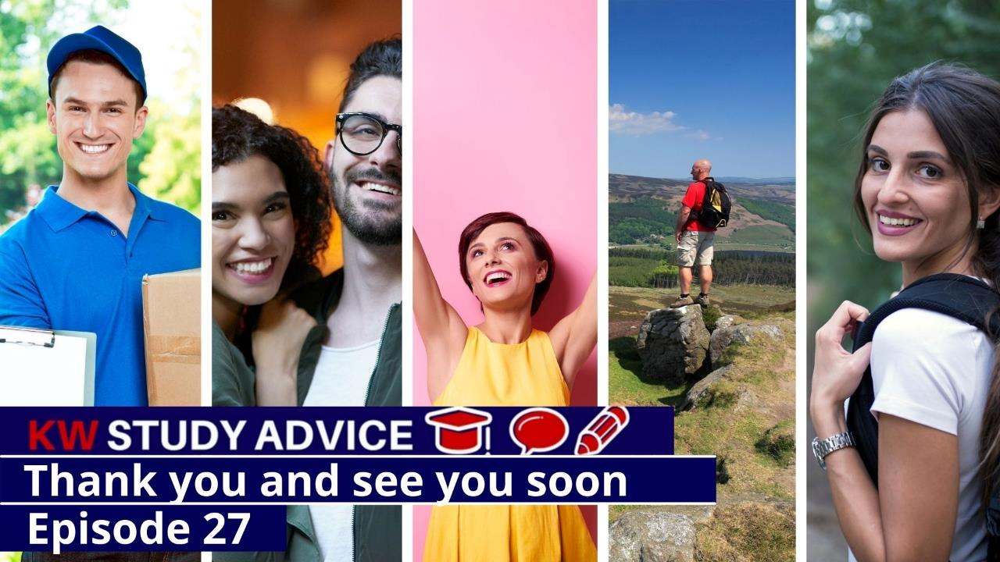 KW STUDY ADVICE
Thank you and see you soon
Episode 27